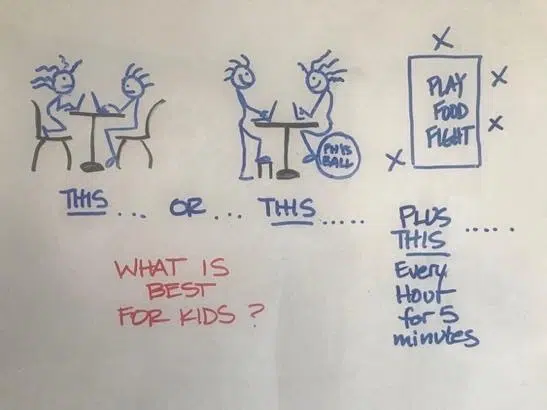 PLAY
FOOD
FIGHT
BALL
THIS ... OR ... THIS .....
PLUS
THIS .....
Every
Hour
for 5
minutes
WHAT IS
BEST
FOR KIDS ?